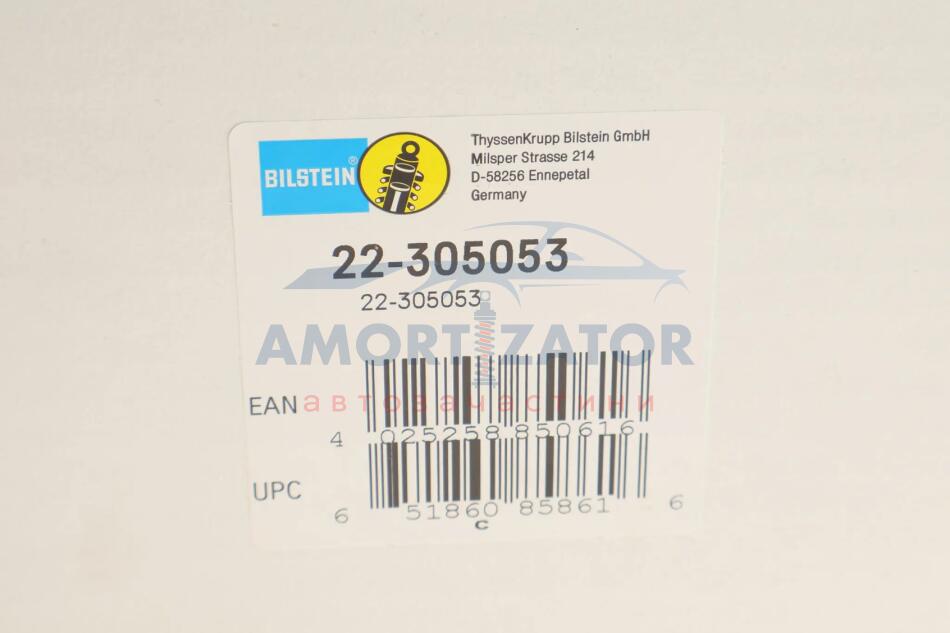 BILSTEIN®
ThyssenKrupp Bilstein GmbH
Milsper Strasse 214
D-58256 Ennepetal
Germany
22-305053
22-305053
AMORTIZATOR
автозапчастини
EAN
4 025258 850616
UPC
6 51860 85861 6
c